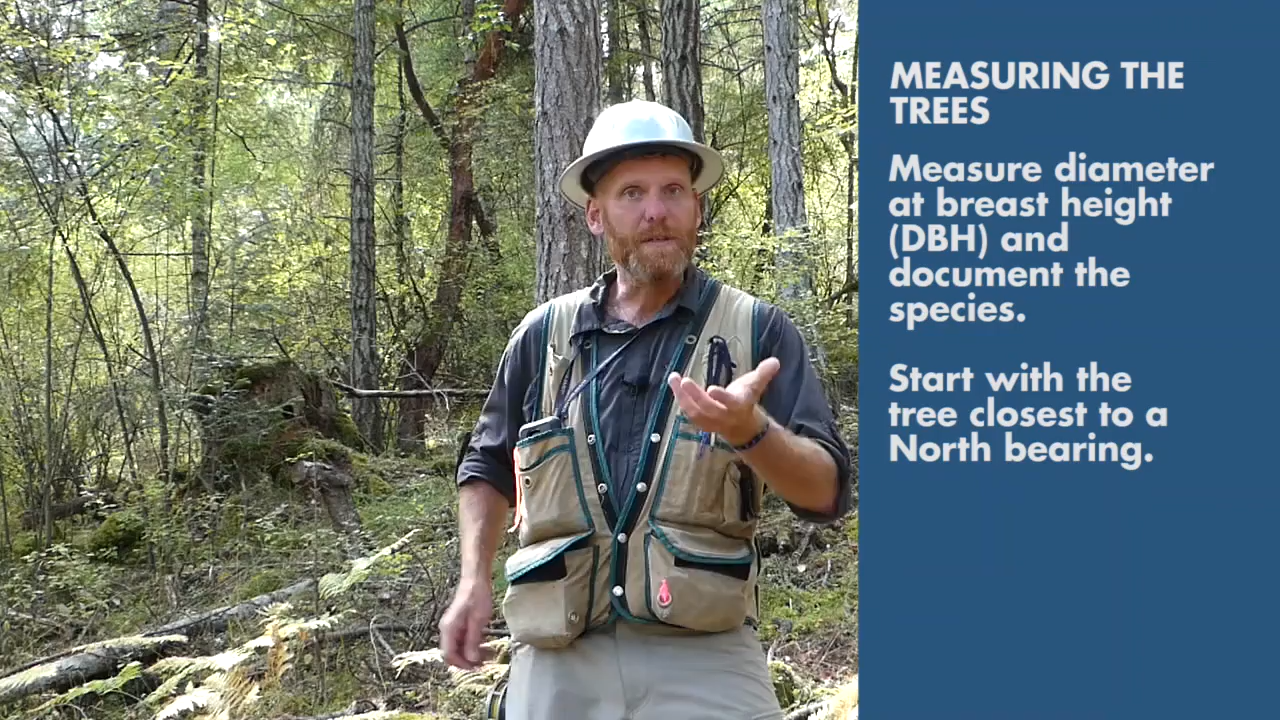 MEASURING THE
TREES
Measure diameter
at breast height
(DBH) and
document the
species.
Start with the
tree closest to a
North bearing.